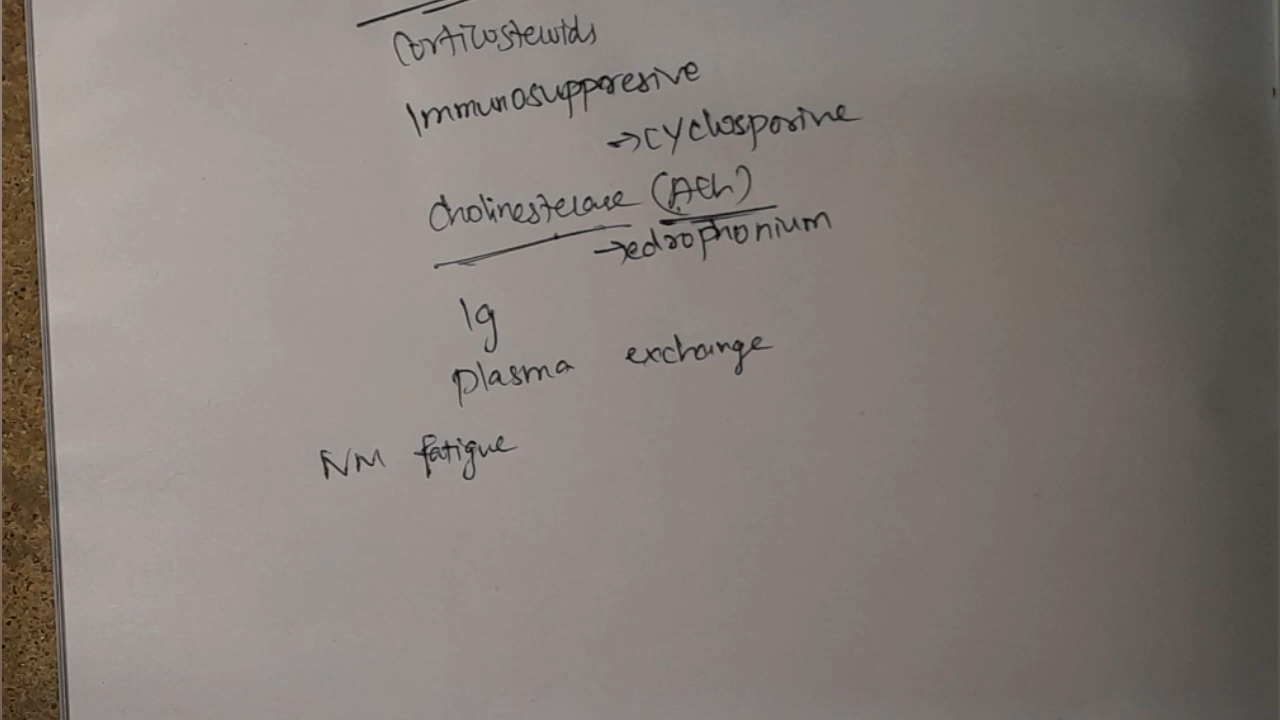 Corticosteroids
Immunosuppresive
→ cyclosporine
cholinesterase (ACh)
→ edrophonium
Ig
plasma exchange
NM fatigue